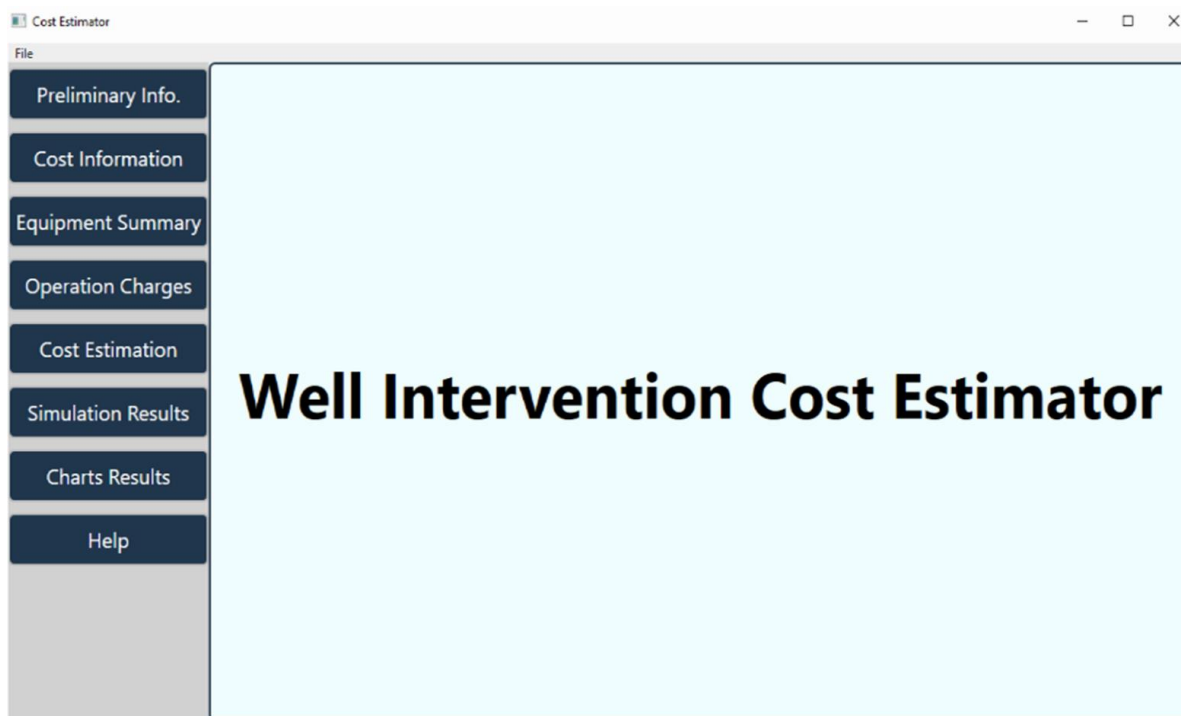 Cost Estimator
File
Preliminary Info.
Cost Information
Equipment Summary
Operation Charges
Cost Estimation
Simulation Results
Charts Results
Help
Well Intervention Cost Estimator